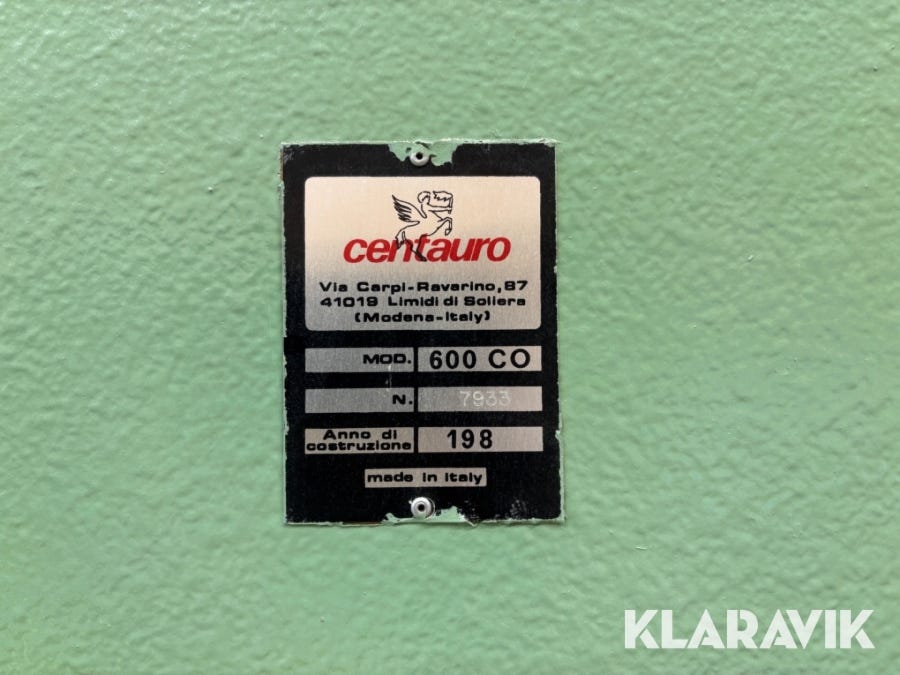 centauro
Via Carpi-Ravarino,87
41019 Limidi di Soliera
(Modena-Italy)
MOD. 600 CO
N. 7933
Anno di
costruzione 198
made in Italy
KLARAVIK